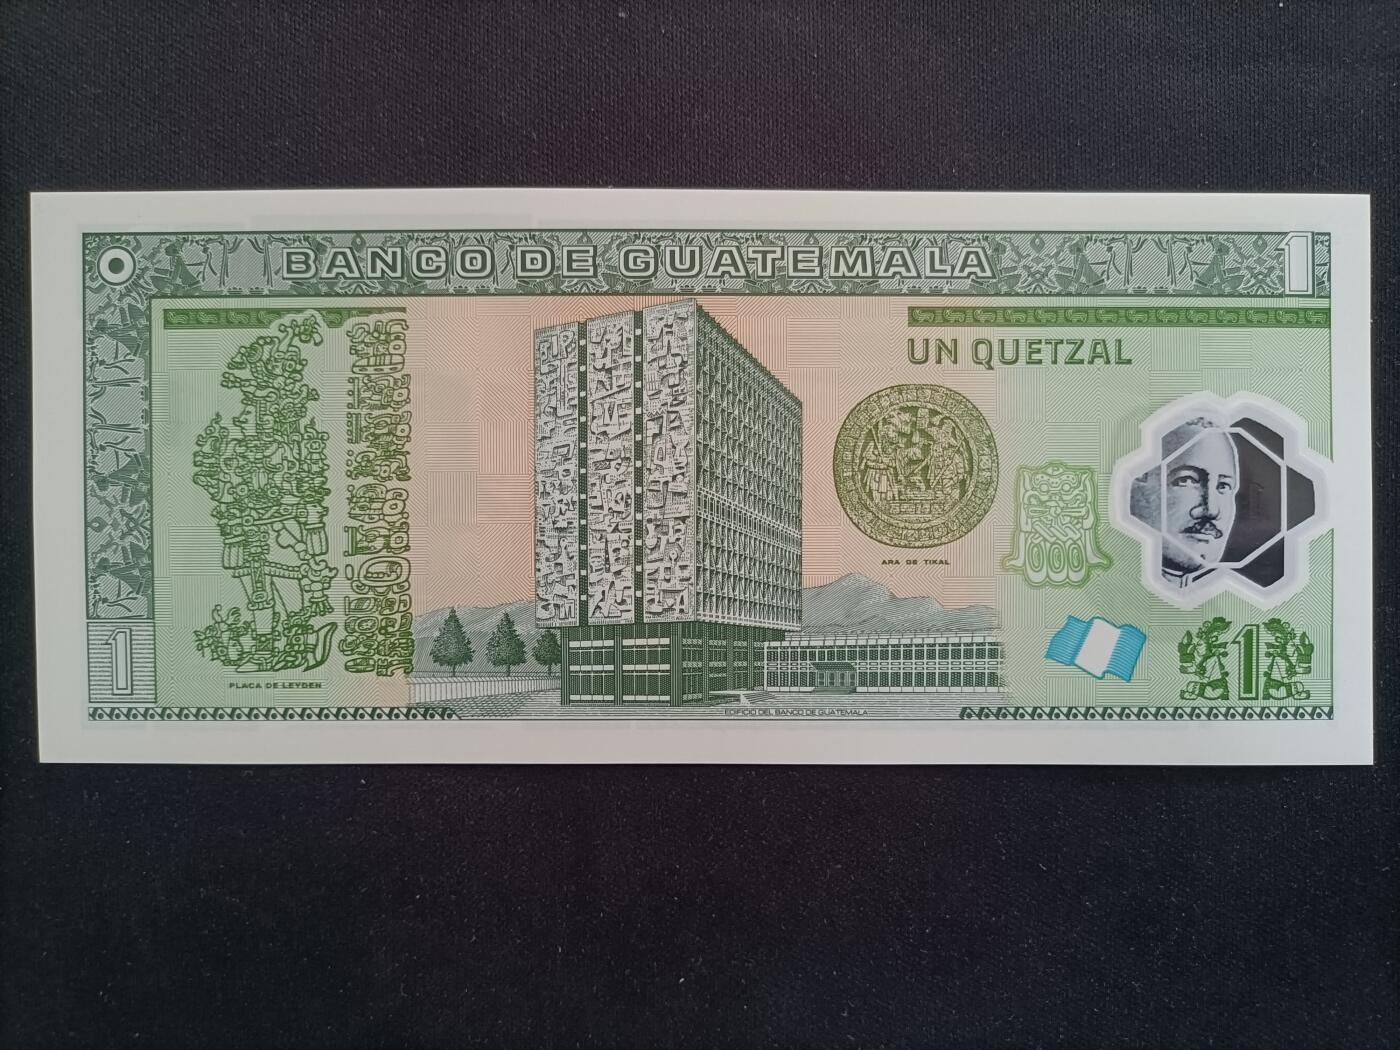 BANCO DE GUATEMALA
1
UN QUETZAL
ARA DE TIKAL
PLACA DE LEYDEN
1
EDIFICIO DEL BANCO DE GUATEMALA
1